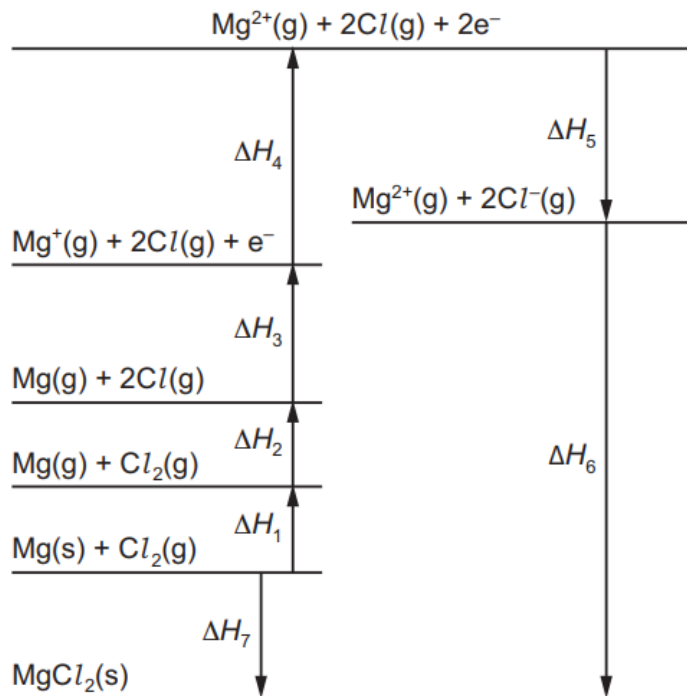 Mg²⁺(g) + 2Cl(g) + 2e⁻
ΔH₄
ΔH₅
Mg²⁺(g) + 2Cl⁻(g)
Mg⁺(g) + 2Cl(g) + e⁻
ΔH₃
Mg(g) + 2Cl(g)
ΔH₂
ΔH₆
Mg(g) + Cl₂(g)
ΔH₁
Mg(s) + Cl₂(g)
ΔH₇
MgCl₂(s)